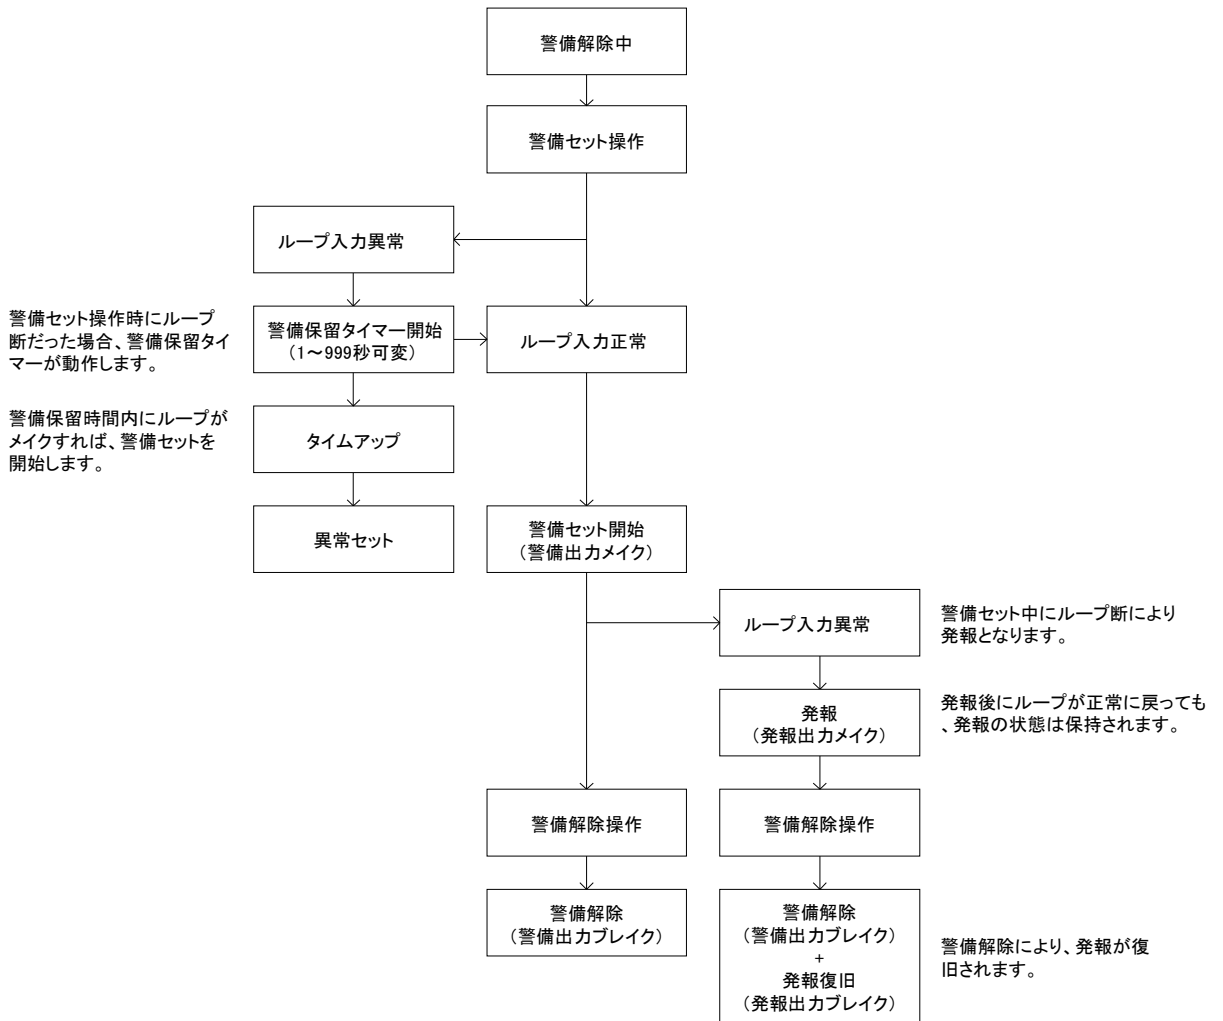 警備解除中
警備セット操作
ループ入力異常
警備セット操作時にループ
断だった場合、警備保留タイ
マーが動作します。
警備保留タイマー開始
(1～999秒可変)
ループ入力正常
警備保留時間内にループが
メイクすれば、警備セットを
開始します。
タイムアップ
異常セット
警備セット開始
(警備出力メイク)
ループ入力異常
警備セット中にループ断により
発報となります。
発報
(発報出力メイク)
発報後にループが正常に戻っても
、発報の状態は保持されます。
警備解除操作
警備解除操作
警備解除
(警備出力ブレイク)
警備解除
(警備出力ブレイク)
+
発報復旧
(発報出力ブレイク)
警備解除により、発報が復
旧されます。